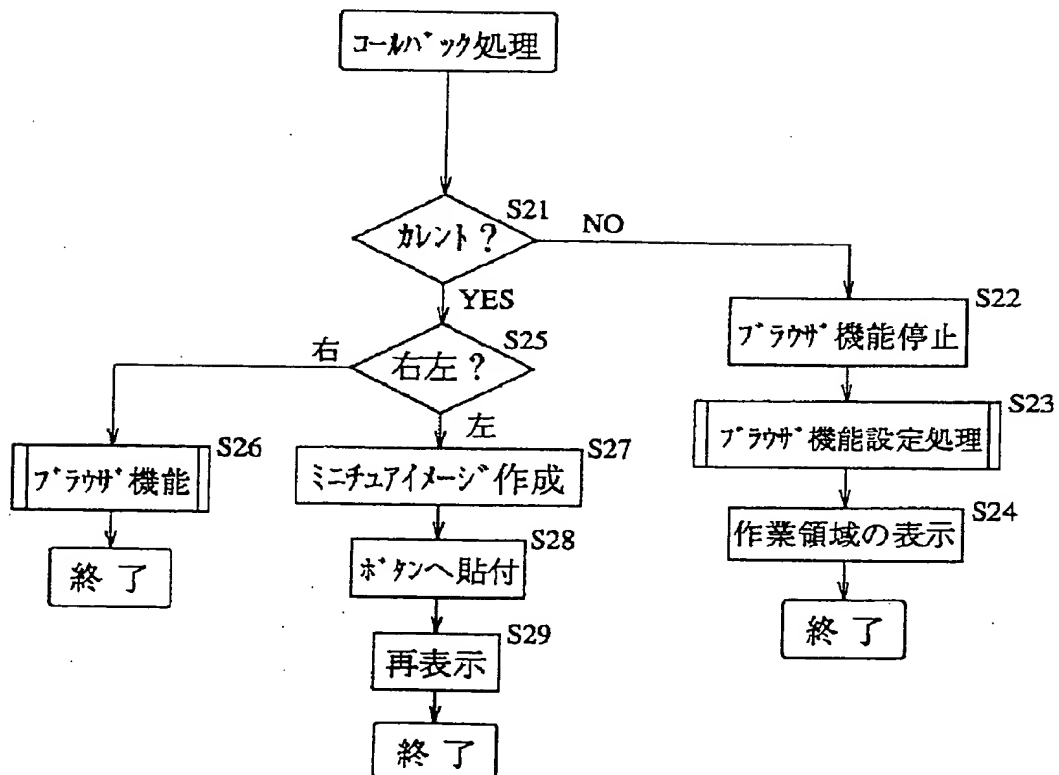 コールバック処理
S21
カレント？
NO
YES
S22
ブラウザ機能停止
S25
右
右左？
左
S23
ブラウザ機能設定処理
S26
ブラウザ機能
S27
ミニチュアイメージ作成
S24
作業領域の表示
S28
ボタンへ貼付
終了
終了
S29
再表示
終了